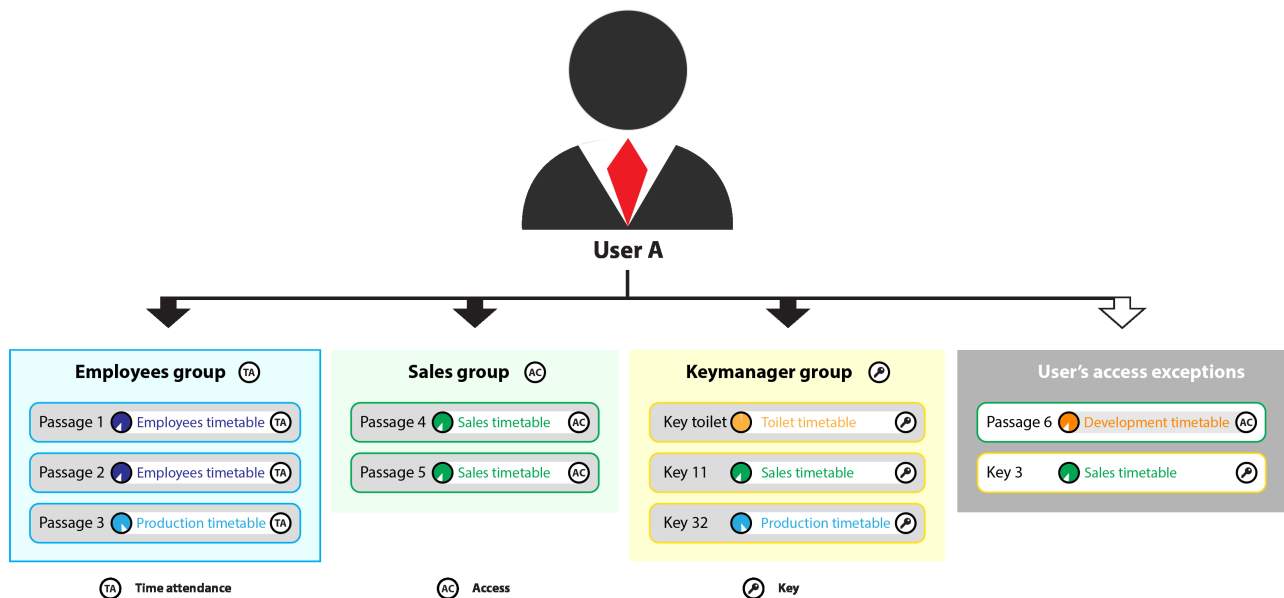 User A
Employees group TA
Passage 1 Employees timetable TA
Passage 2 Employees timetable TA
Passage 3 Production timetable TA
Sales group AC
Passage 4 Sales timetable AC
Passage 5 Sales timetable AC
Keymanager group
Key toilet Toilet timetable
Key 11 Sales timetable
Key 32 Production timetable
User's access exceptions
Passage 6 Development timetable AC
Key 3 Sales timetable
TA Time attendance
AC Access
Key